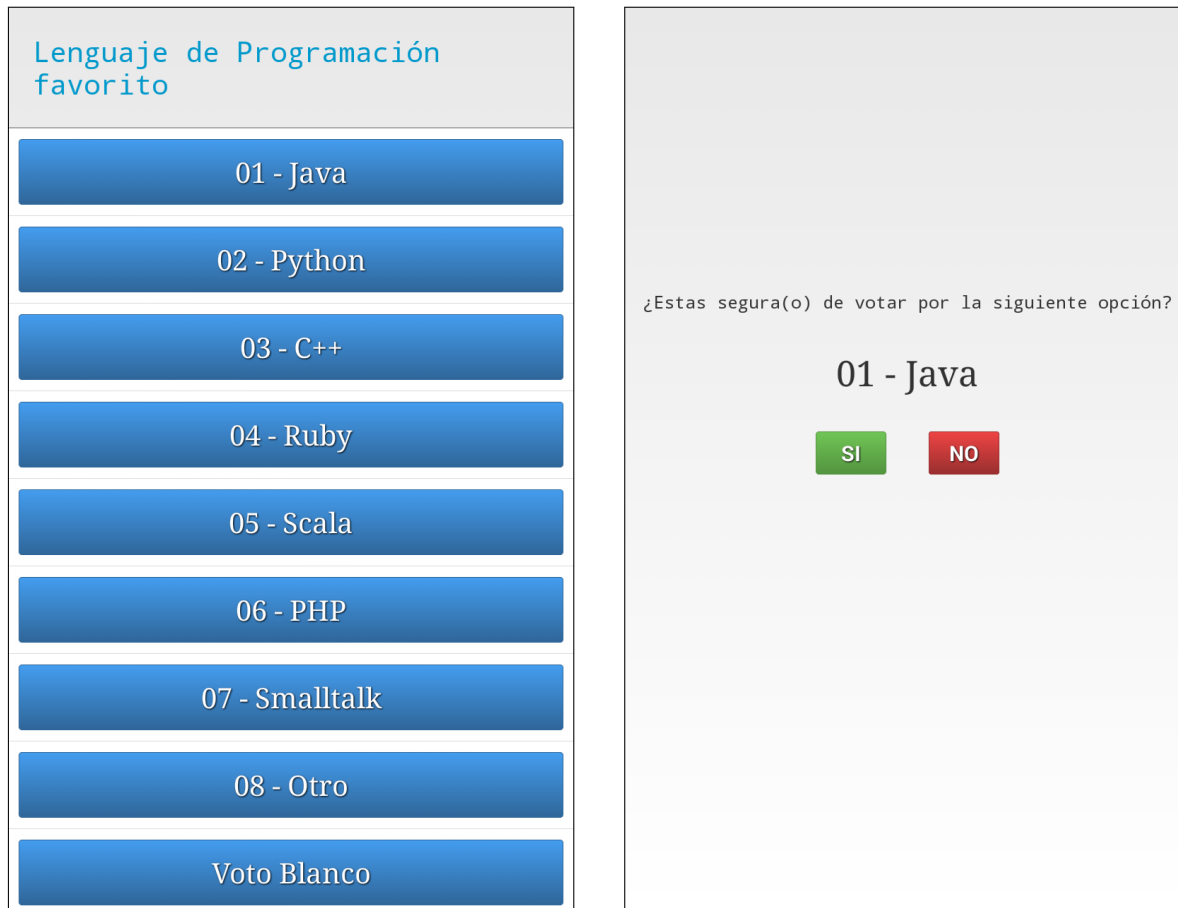 Lenguaje de Programación
favorito
01 - Java
02 - Python
03 - C++
04 - Ruby
05 - Scala
06 - PHP
07 - Smalltalk
08 - Otro
Voto Blanco
¿Estas segura(o) de votar por la siguiente opción?
01 - Java
SI
NO